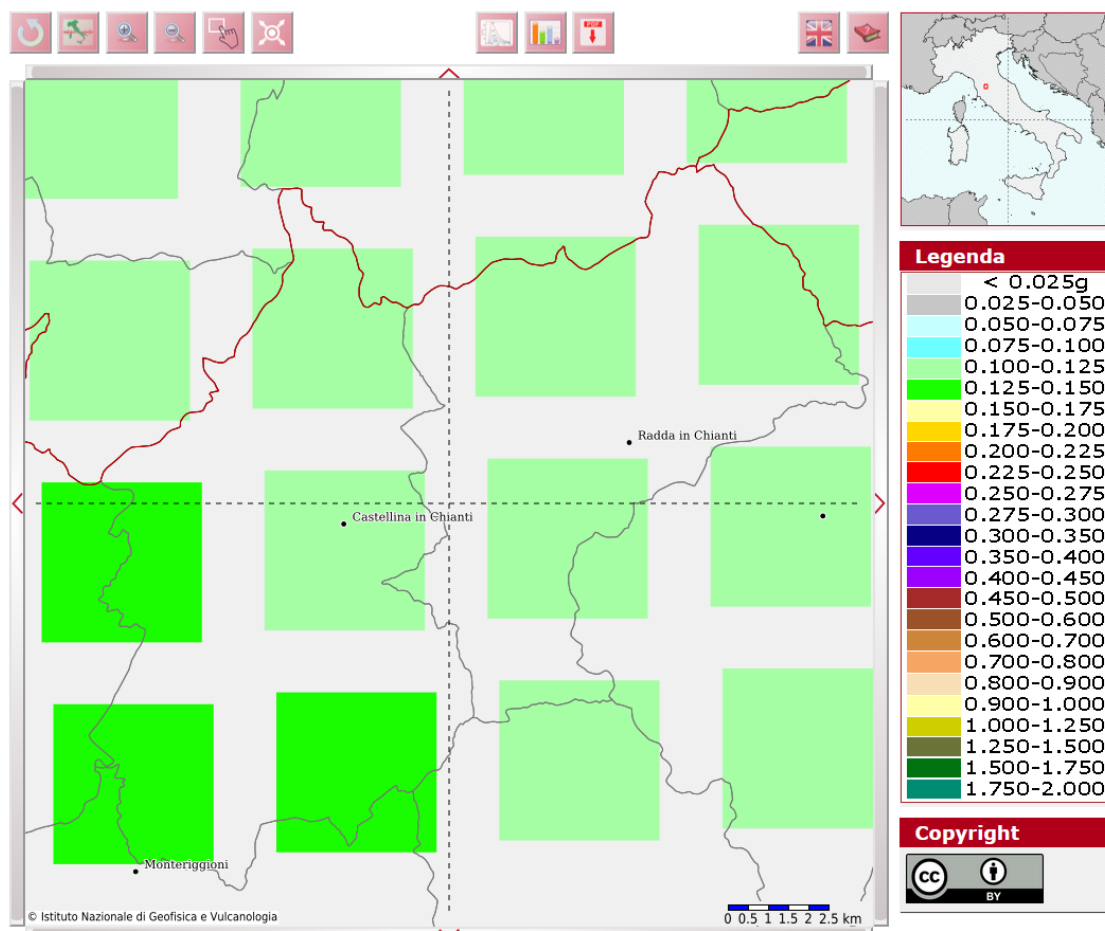 PDF
Legenda
< 0.025g
0.025-0.050
0.050-0.075
0.075-0.100
0.100-0.125
0.125-0.150
0.150-0.175
0.175-0.200
0.200-0.225
0.225-0.250
0.250-0.275
0.275-0.300
0.300-0.350
0.350-0.400
0.400-0.450
0.450-0.500
0.500-0.600
0.600-0.700
0.700-0.800
0.800-0.900
0.900-1.000
1.000-1.250
1.250-1.500
1.500-1.750
1.750-2.000
Radda in Chianti
Castellina in Chianti
Monteriggioni
© Istituto Nazionale di Geofisica e Vulcanologia
0 0.5 1 1.5 2 2.5 km
Copyright
cc
BY